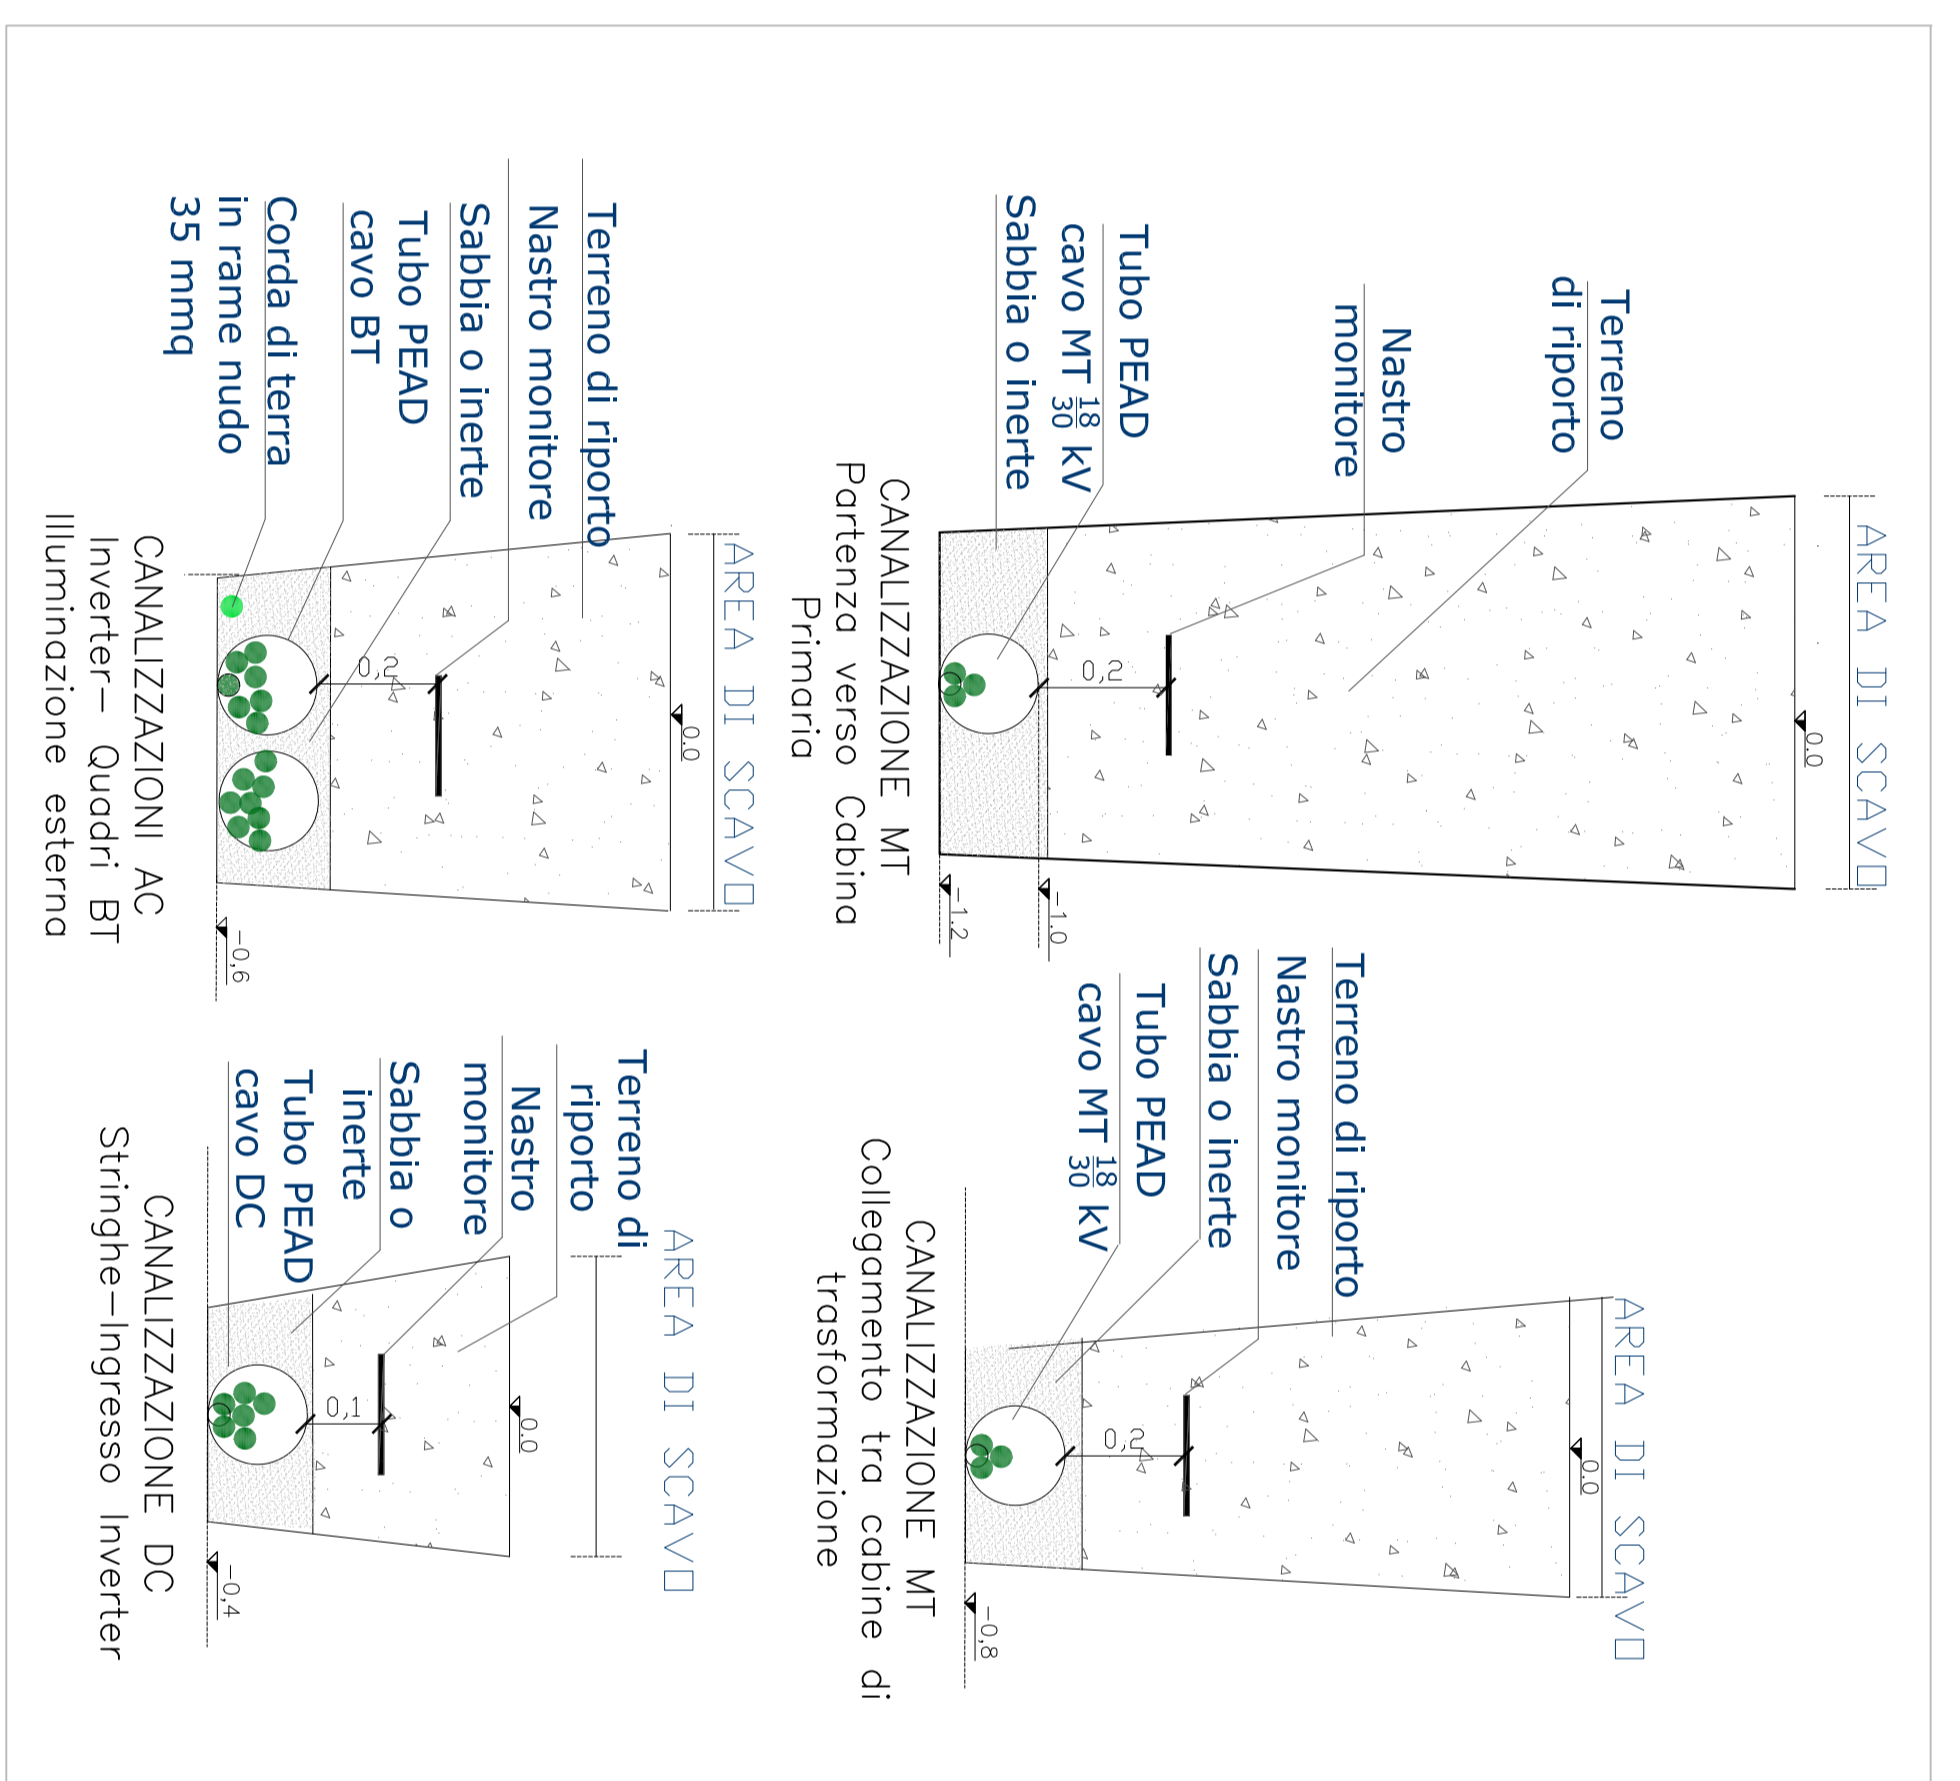 AREA DI SCAVO
0.0
Terreno
di riporto
Nastro
monitore
0,2
Tubo PEAD
cavo MT 18/30 kV
Sabbia o inerte
-1.0
-1.2
CANALIZZAZIONE MT
Partenza verso Cabina
Primaria
AREA DI SCAVO
0.0
Terreno di riporto
Nastro monitore
Sabbia o inerte
0,2
Tubo PEAD
cavo MT 18/30 kV
-0,8
CANALIZZAZIONE MT
Collegamento tra cabine di
trasformazione
AREA DI SCAVO
0.0
Terreno di riporto
Nastro monitore
Sabbia o inerte
0,2
Tubo PEAD
cavo BT
Corda di terra
in rame nudo
35 mmq
-0,6
CANALIZZAZIONI AC
Inverter- Quadri BT
Illuminazione esterna
AREA DI SCAVO
0.0
Terreno di
riporto
Nastro
monitore
Sabbia o
inerte
0,1
Tubo PEAD
cavo DC
-0,4
CANALIZZAZIONE DC
Stringhe-Ingresso Inverter